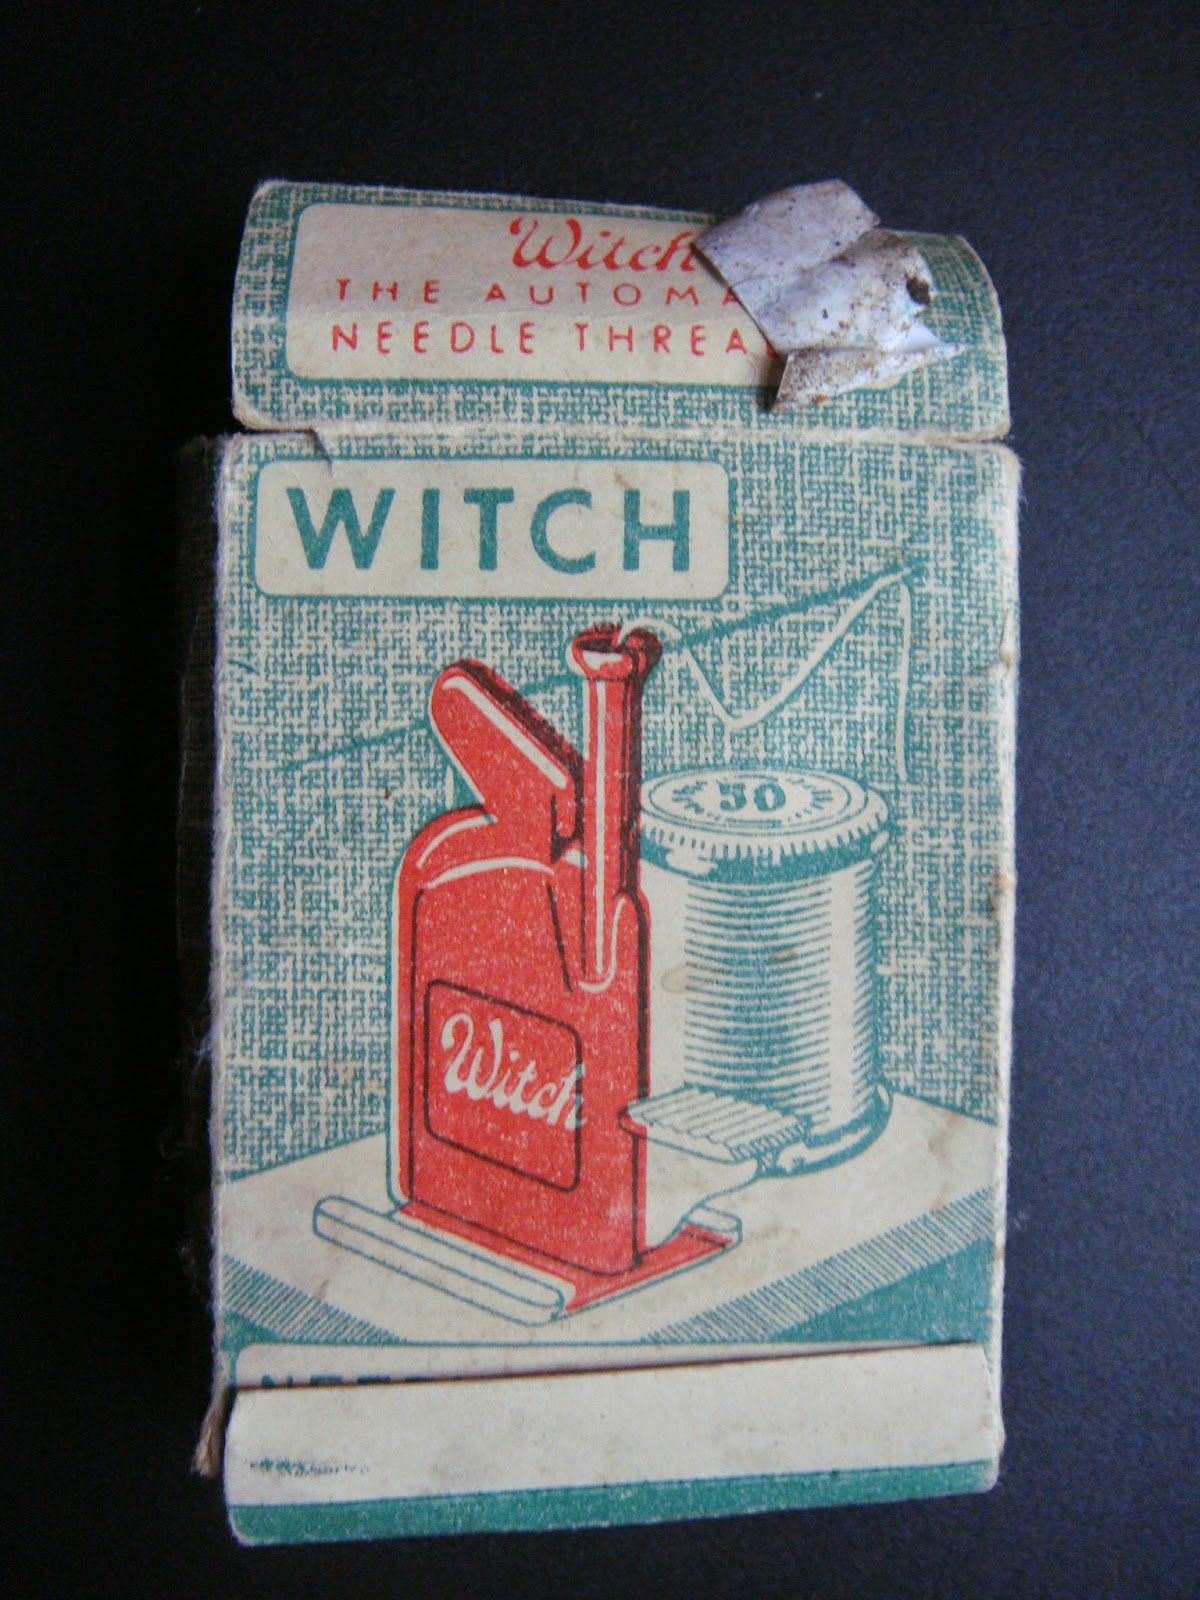 Witch
THE AUTOMA
NEEDLE THREA
WITCH
50
Witch